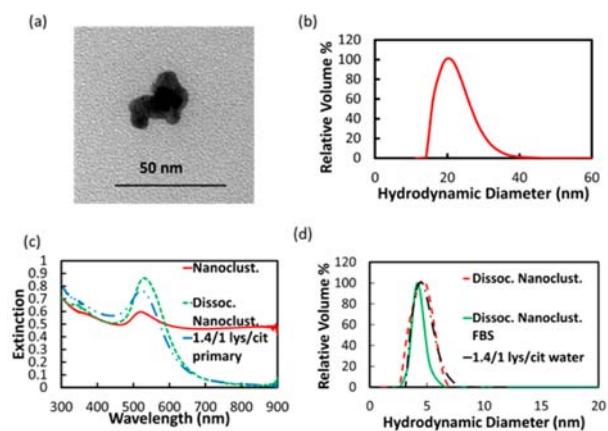 (a)
50 nm
(b)
Relative Volume %
120
100
80
60
40
20
0
0 20 40 60
Hydrodynamic Diameter (nm)
(c)
Extinction
1
0.9
0.8
0.7
0.6
0.5
0.4
0.3
0.2
0.1
0
300 400 500 600 700 800 900
Wavelength (nm)
Nanoclust.
Dissoc.
Nanoclust.
1.4/1 lys/cit
primary
(d)
Relative Volume %
120
100
80
60
40
20
0
0 5 10 15 20
Hydrodynamic Diameter (nm)
Dissoc. Nanoclust.
Dissoc. Nanoclust.
FBS
1.4/1 lys/cit water